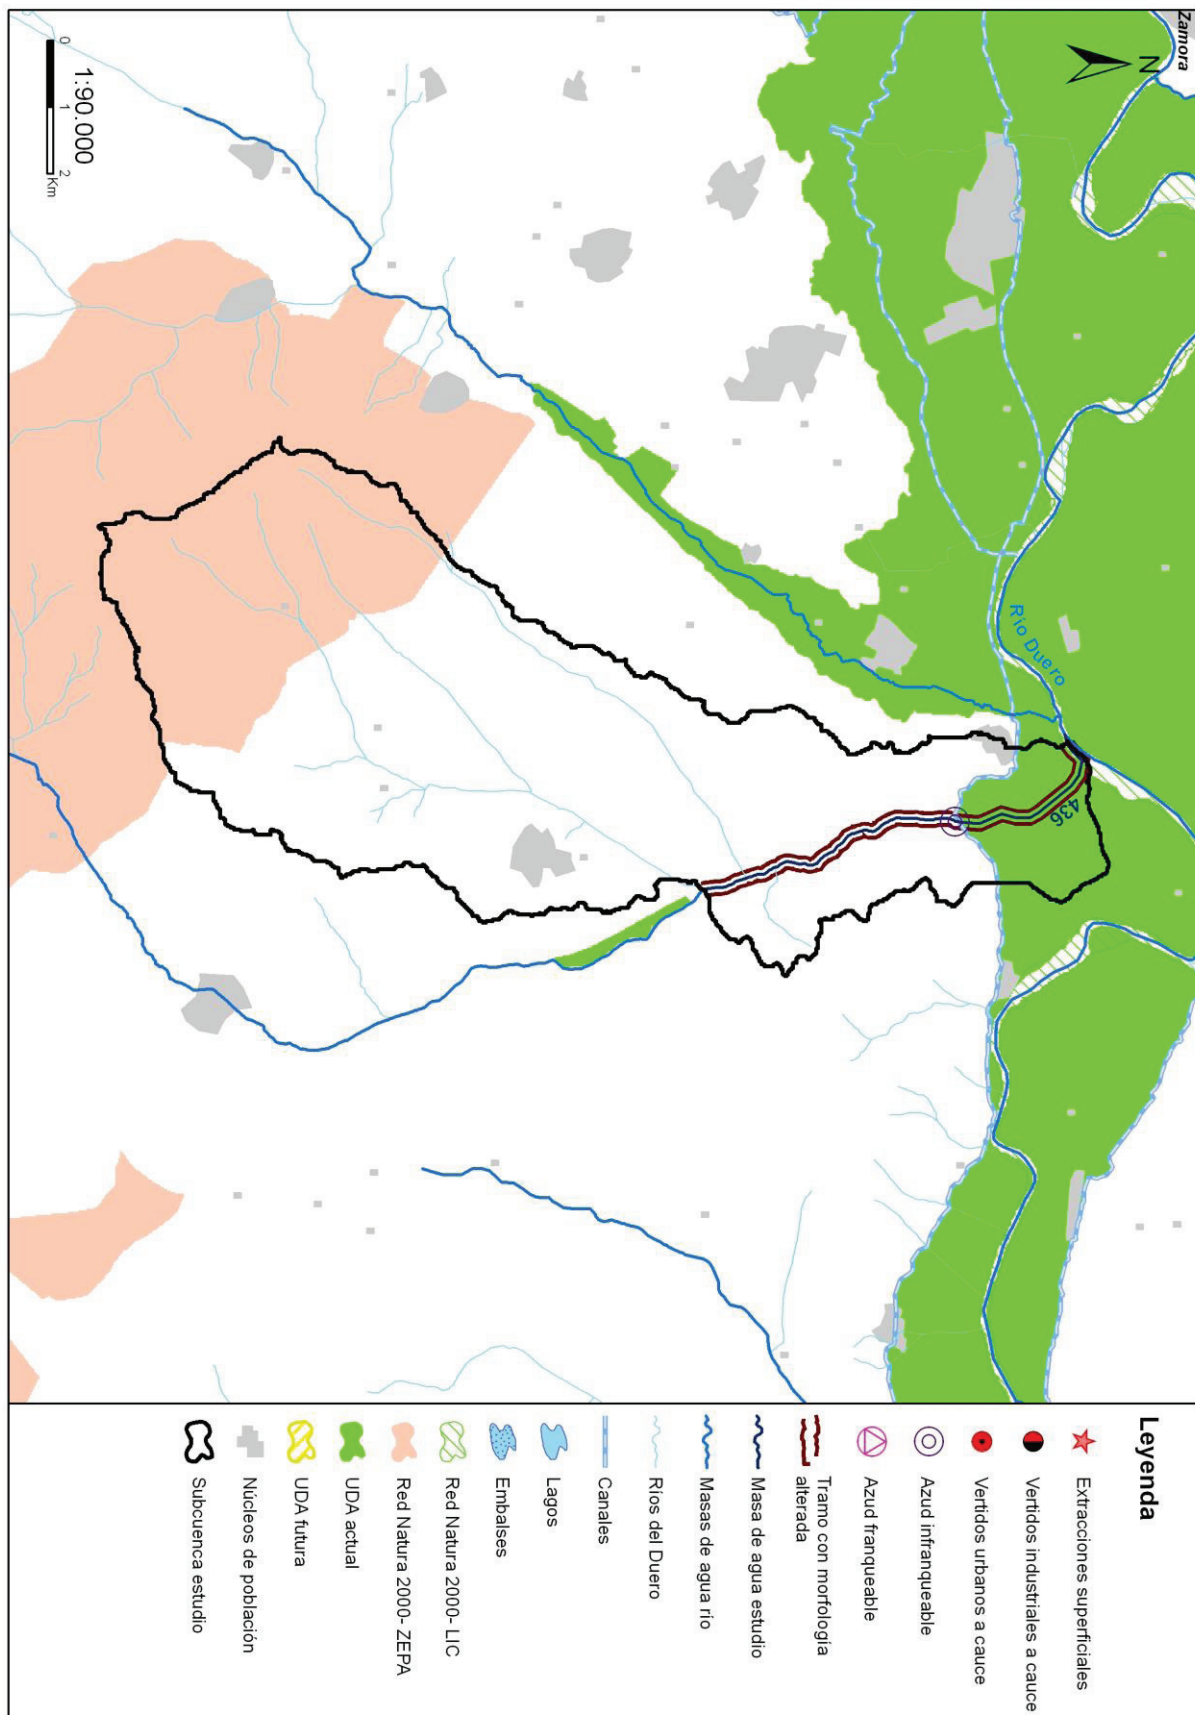 Zamora
N
0 1 2
Km
1:90.000
Río Duero
436
Leyenda
Extracciones superficiales
Vertidos industriales a cauce
Vertidos urbanos a cauce
Azud infranqueable
Azud franqueable
Tramo con morfología
alterada
Masa de agua estudio
Masas de agua río
Ríos del Duero
Canales
Lagos
Embalses
Red Natura 2000- LIC
Red Natura 2000- ZEPA
UDA actual
UDA futura
Núcleos de población
Subcuenca estudio